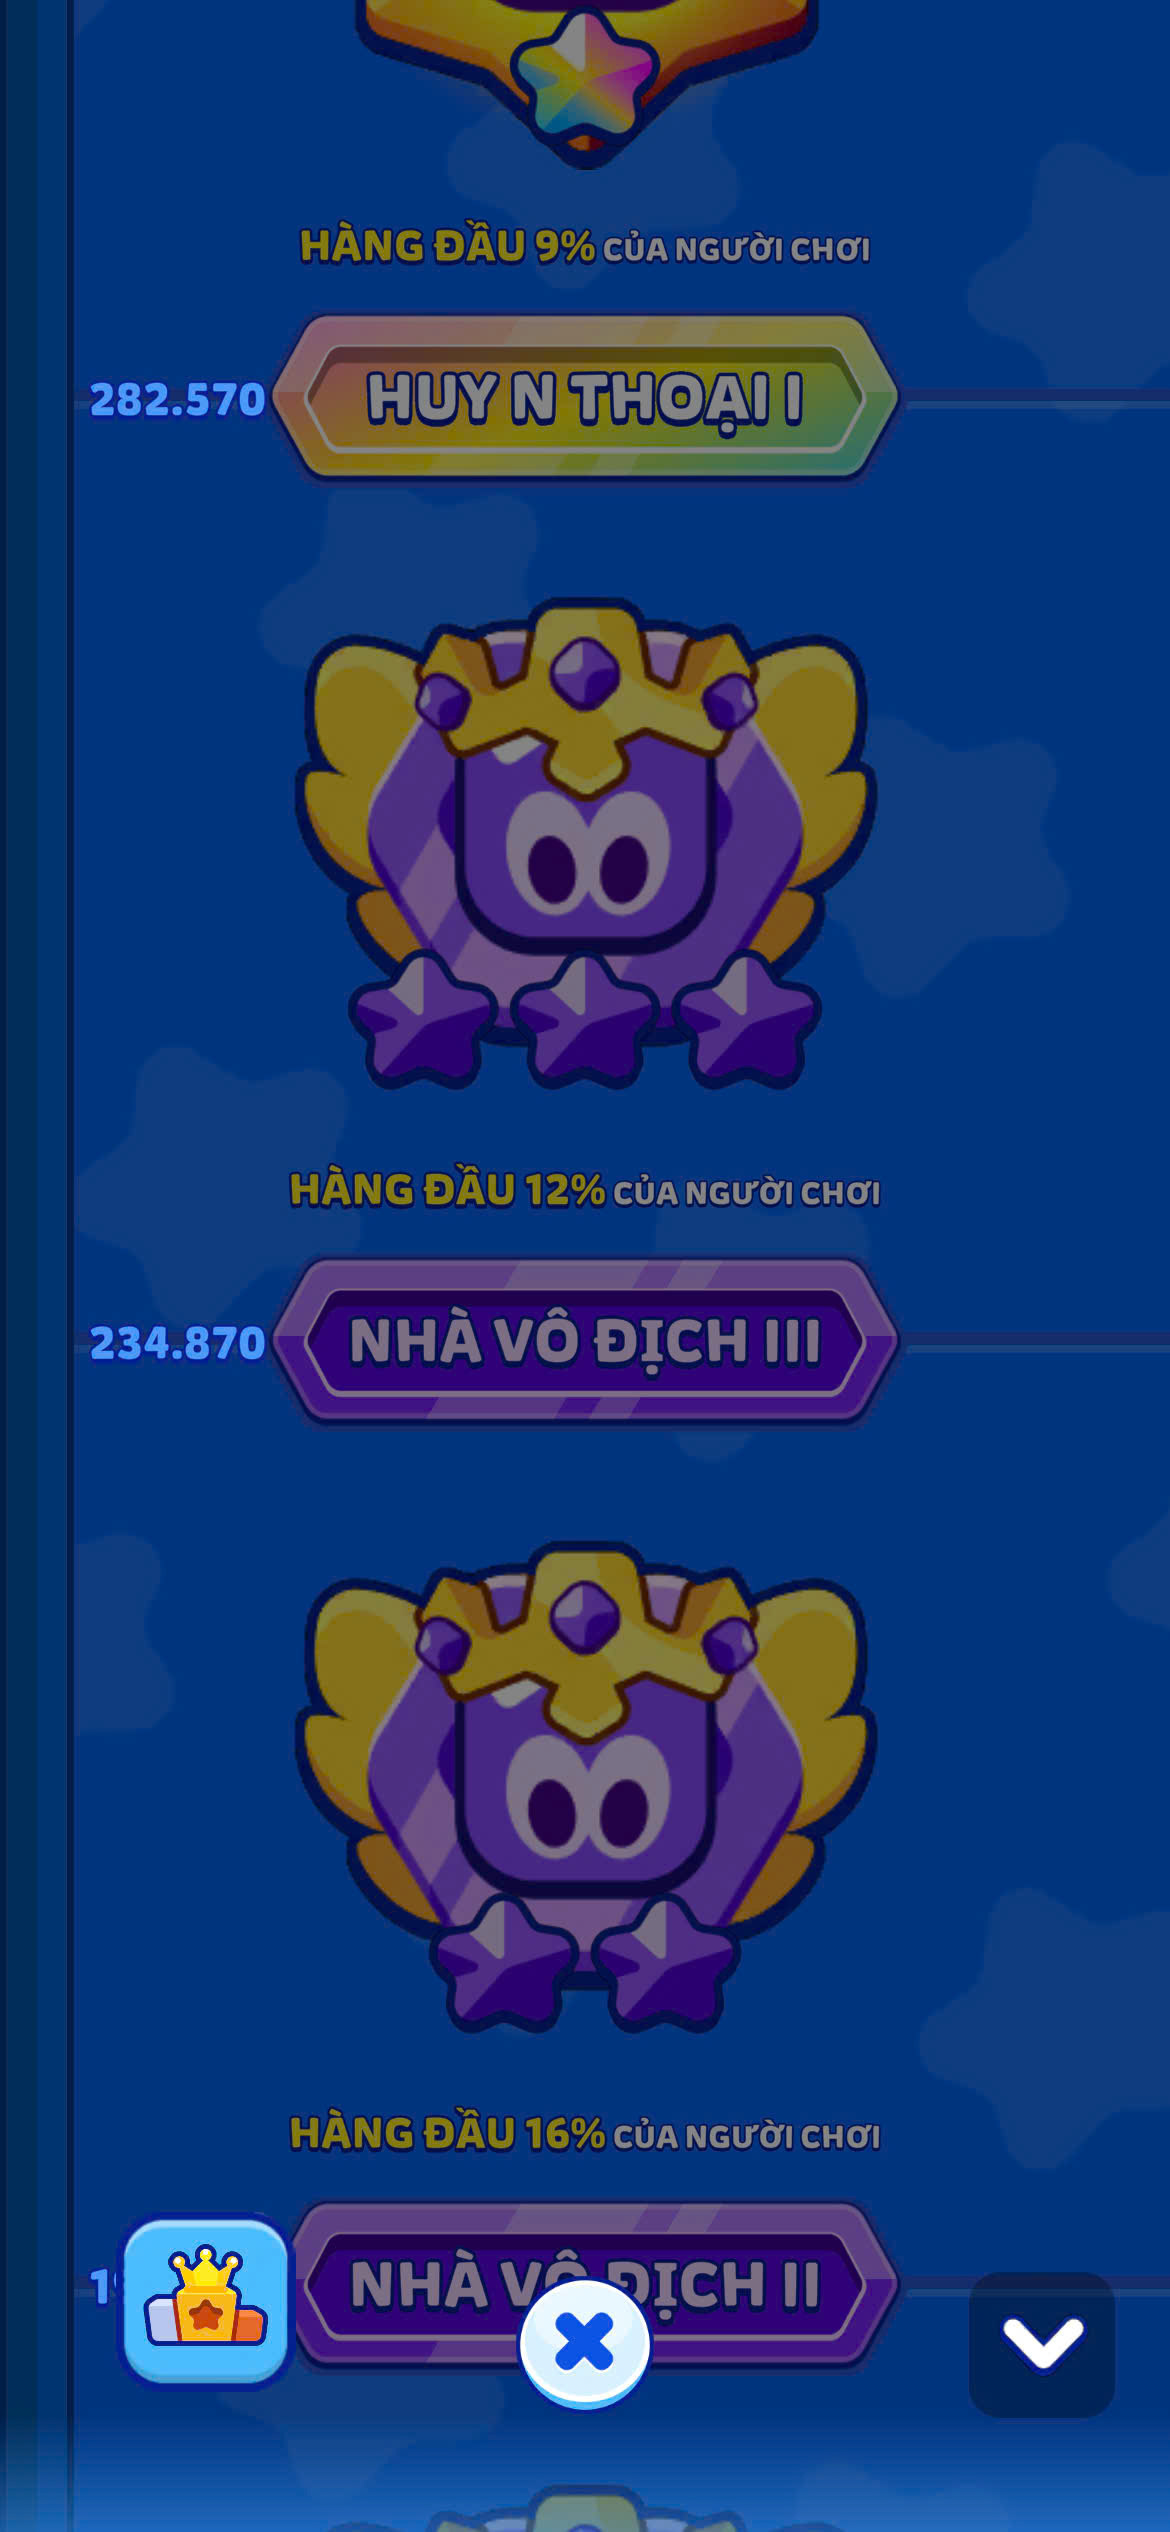 HÀNG ĐẦU 9% CỦA NGƯỜI CHƠI
282.570
HUY N THOẠI I
HÀNG ĐẦU 12% CỦA NGƯỜI CHƠI
234.870
NHÀ VÔ ĐỊCH III
HÀNG ĐẦU 16% CỦA NGƯỜI CHƠI
NHÀ VÔ ĐỊCH II